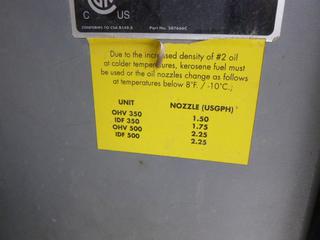 C US
CONFORMS TO CSA B140.8
Part No. 387660C
Due to the increased density of #2 oil
at colder temperatures, kerosene fuel must
be used or the oil nozzles change as follows
at temperatures below 8°F. / -10°C.;
UNIT NOZZLE (USGPH)
OHV 350 1.50
IDF 350 1.75
OHV 500 2.25
IDF 500 2.25